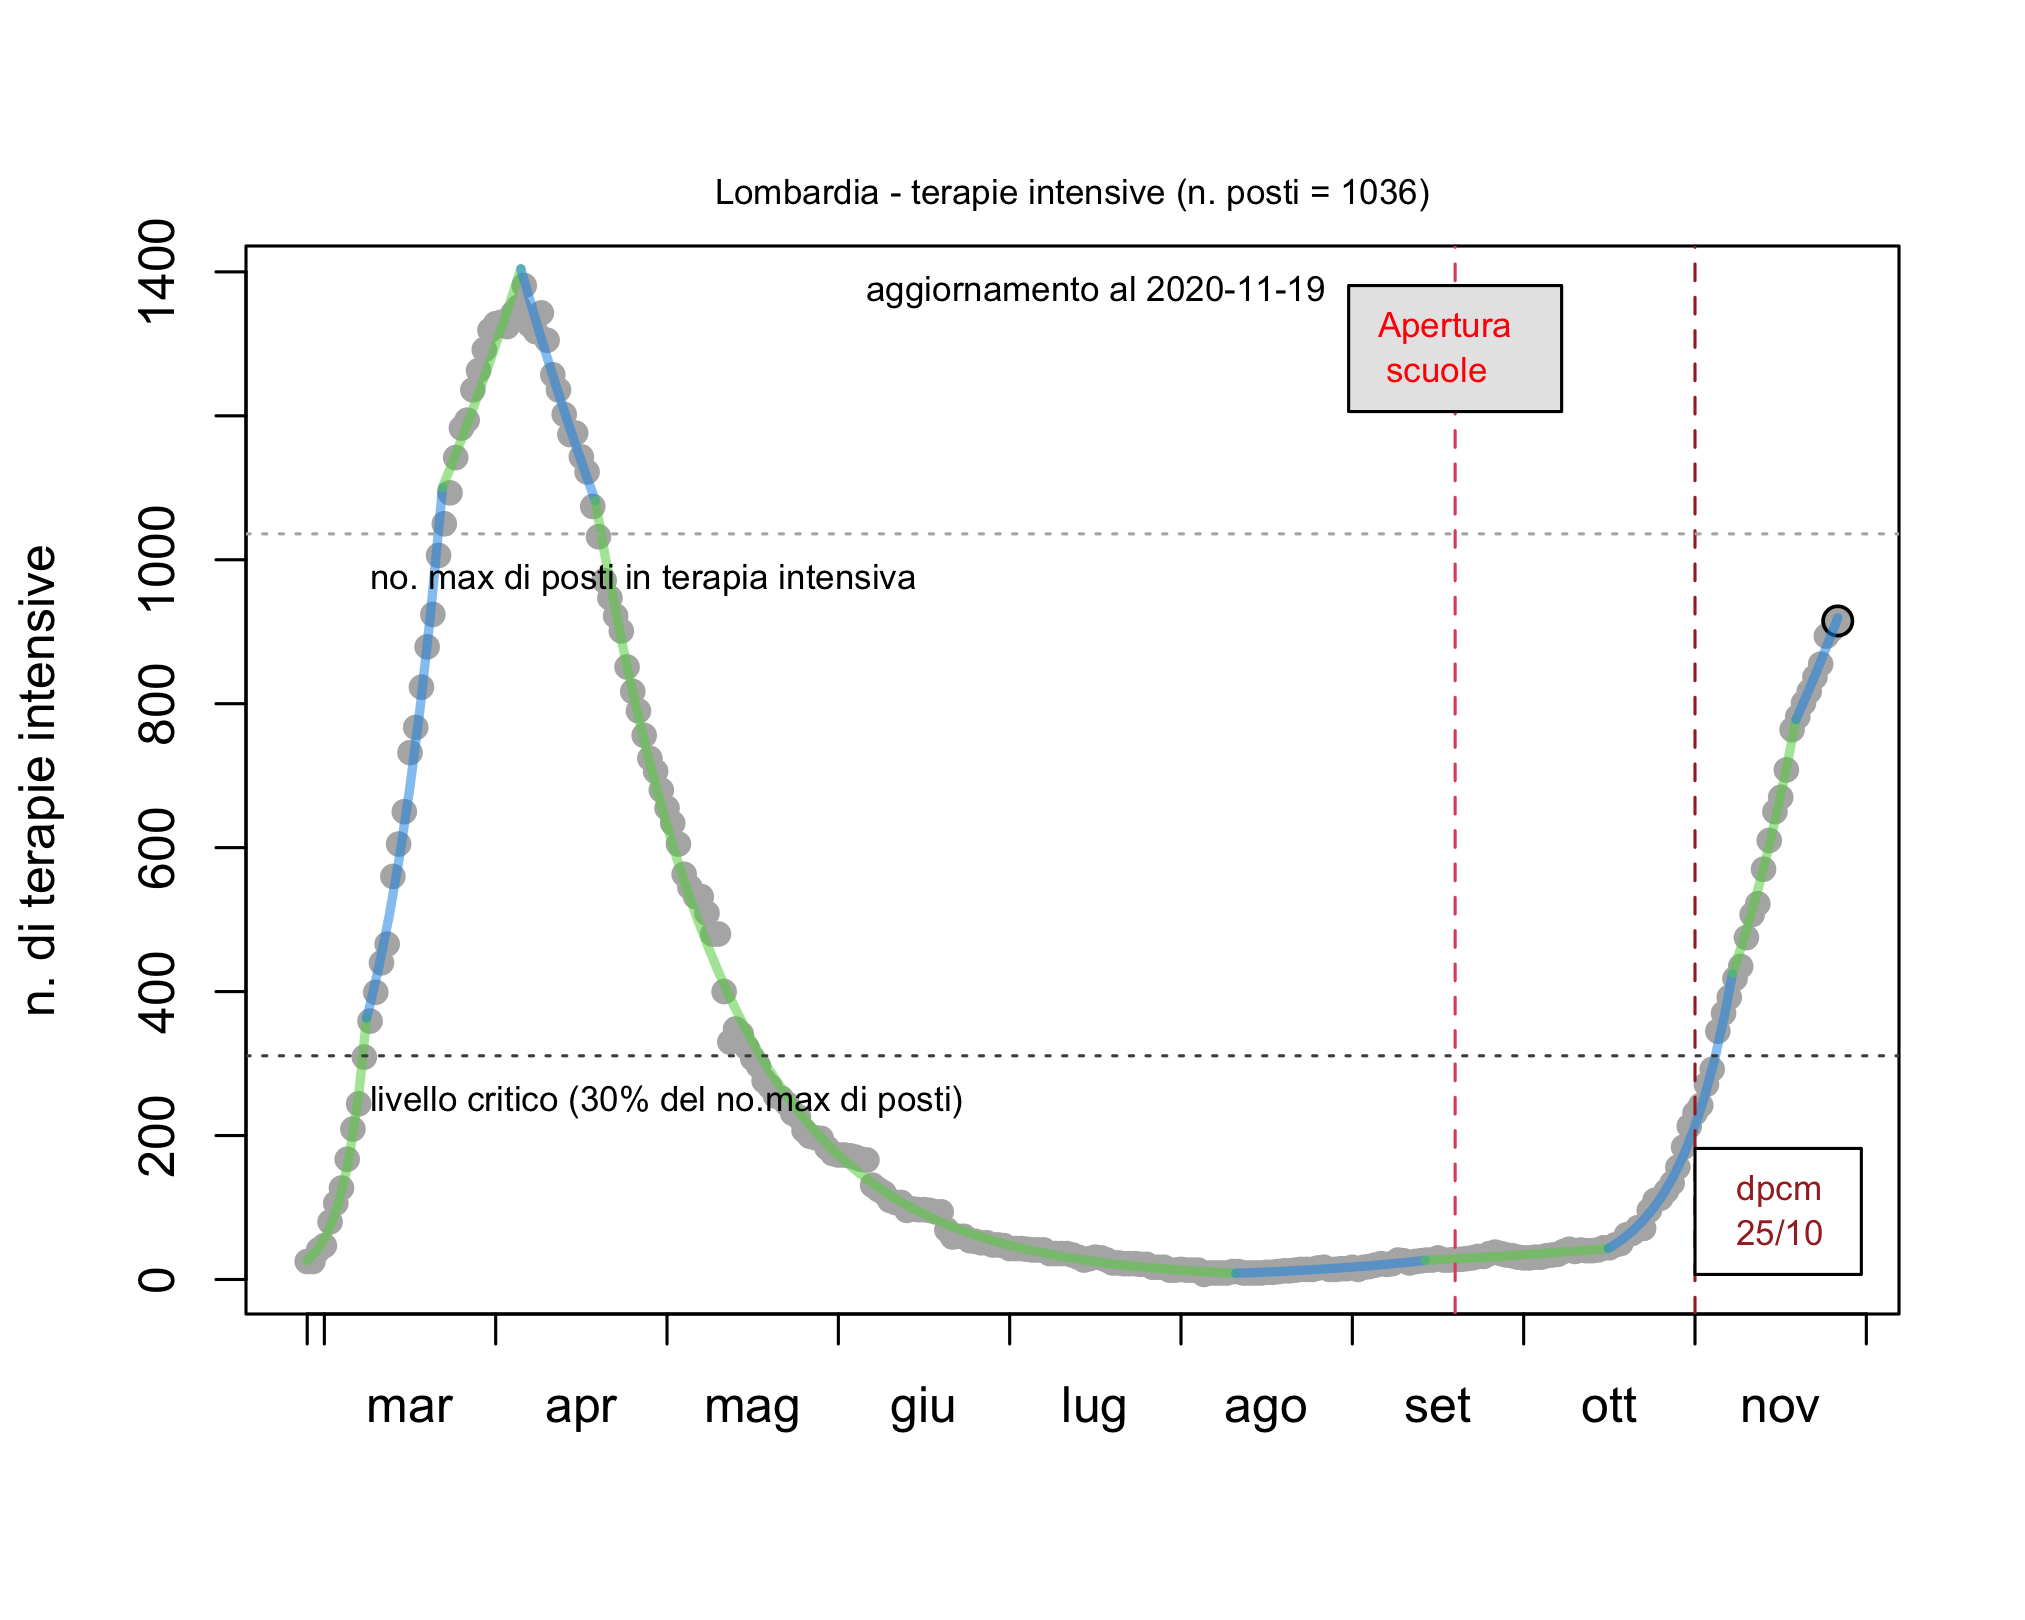 Lombardia - terapie intensive (n. posti = 1036)
aggiornamento al 2020-11-19
Apertura
scuole
no. max di posti in terapia intensiva
livello critico (30% del no.max di posti)
dpcm
25/10
n. di terapie intensive
1400
1000
800
600
400
200
0
mar apr mag giu lug ago set ott nov